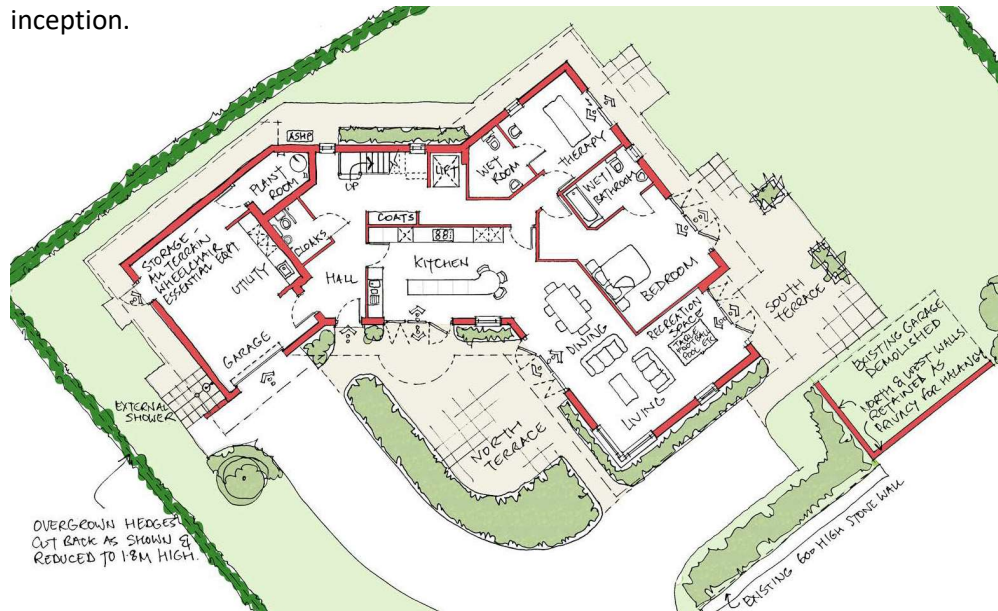 inception.
ASHP
PLANT
ROOM
UP
LIFT
WET
ROOM
THERAPY
WET/
BATHROOM
STORAGE
ALL TERRAIN
WHEELCHAIR
ESSENTIAL EQPT
UTILITY
CLOAKS
COATS
HALL
KITCHEN
BEDROOM
GARAGE
DINING
RECREATION
SPACE
TABLE
FOOTBALL
POOL
ETC
LIVING
SOUTH
TERRACE
NORTH
TERRACE
EXTERNAL
SHOWER
EXISTING GARAGE
DEMOLISHED
NORTH & WEST WALLS
RETAINED AS
PRIVACY FOR
OVERGROWN HEDGES
CUT BACK AS SHOWN &
REDUCED TO 1.8M HIGH.
EXISTING 600 HIGH STONE WALL